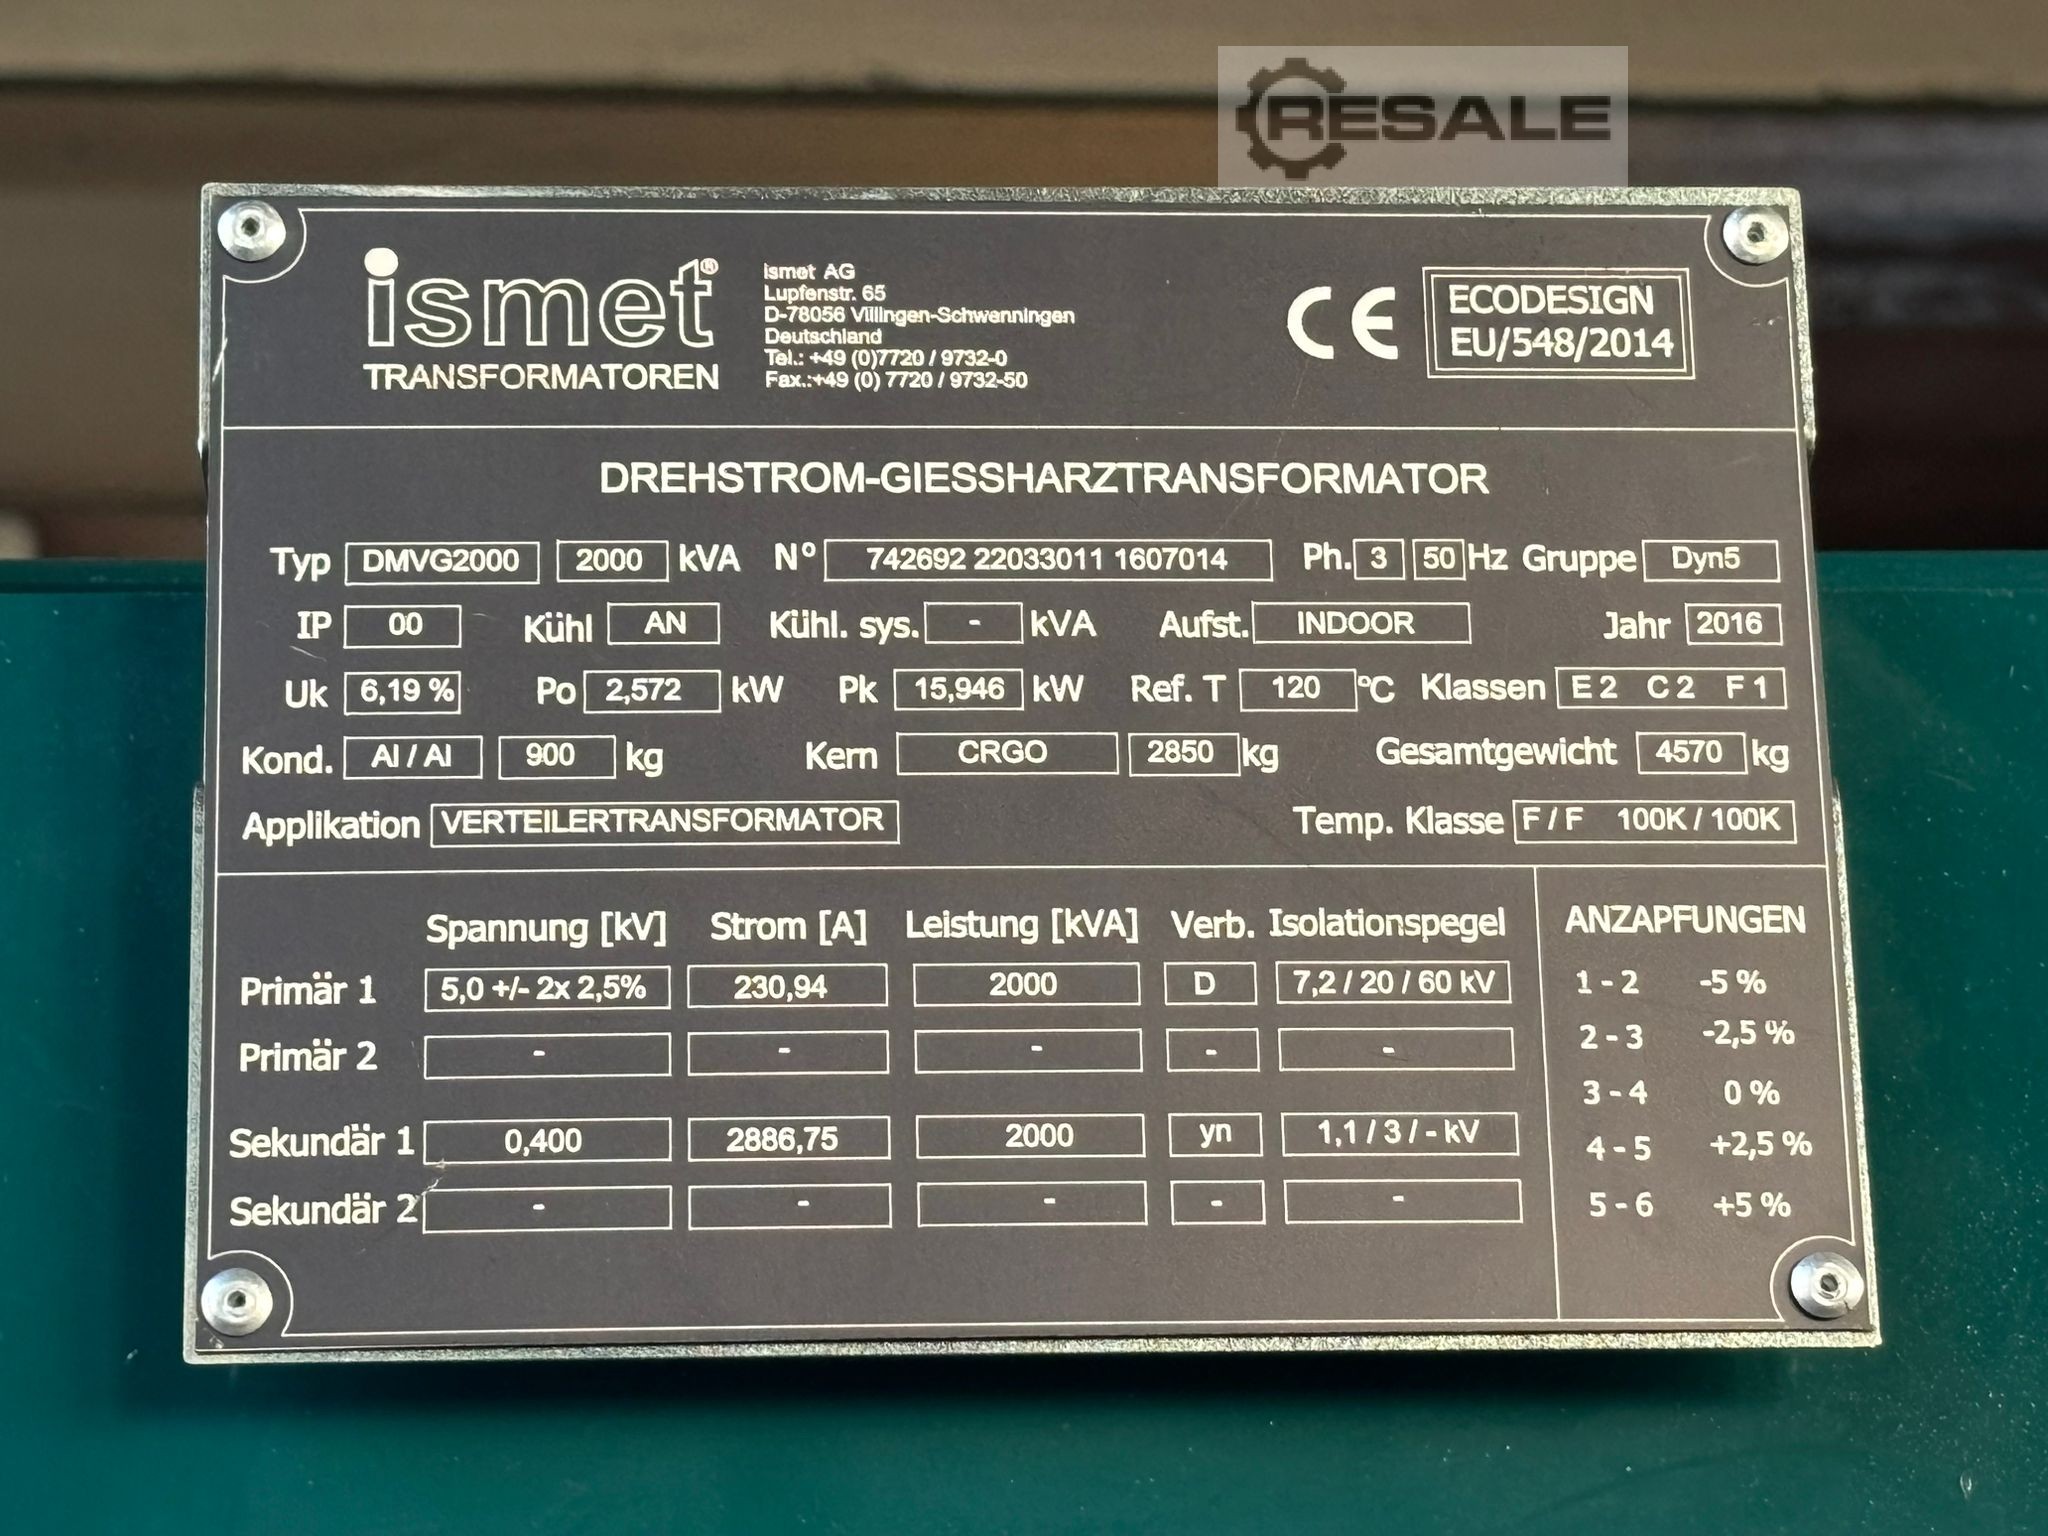 RESALE
ismet®
TRANSFORMATOREN
ismet AG
Lupfenstr. 65
D-78056 Villingen-Schwenningen
Deutschland
Tel.: +49 (0)7720 / 9732-0
Fax.:+49 (0) 7720 / 9732-50
CE
ECODESIGN
EU/548/2014
DREHSTROM-GIESSHARZTRANSFORMATOR
Typ DMVG2000 2000 kVA N° 742692 22033011 1607014 Ph. 3 50 Hz Gruppe Dyn5
IP 00 Kühl AN Kühl. sys. - kVA Aufst. INDOOR Jahr 2016
Uk 6,19 % Po 2,572 kW Pk 15,946 kW Ref. T 120 °C Klassen E 2 C 2 F 1
Kond. Al / Al 900 kg Kern CRGO 2850 kg Gesamtgewicht 4570 kg
Applikation VERTEILERTRANSFORMATOR Temp. Klasse F / F 100K / 100K
Spannung [kV] Strom [A] Leistung [kVA] Verb. Isolationspegel
Primär 1 5,0 +/- 2x 2,5% 230,94 2000 D 7,2 / 20 / 60 kV
Primär 2 - - - - -
Sekundär 1 0,400 2886,75 2000 yn 1,1 / 3 / - kV
Sekundär 2 - - - - -
ANZAPFUNGEN
1 - 2 -5 %
2 - 3 -2,5 %
3 - 4 0 %
4 - 5 +2,5 %
5 - 6 +5 %